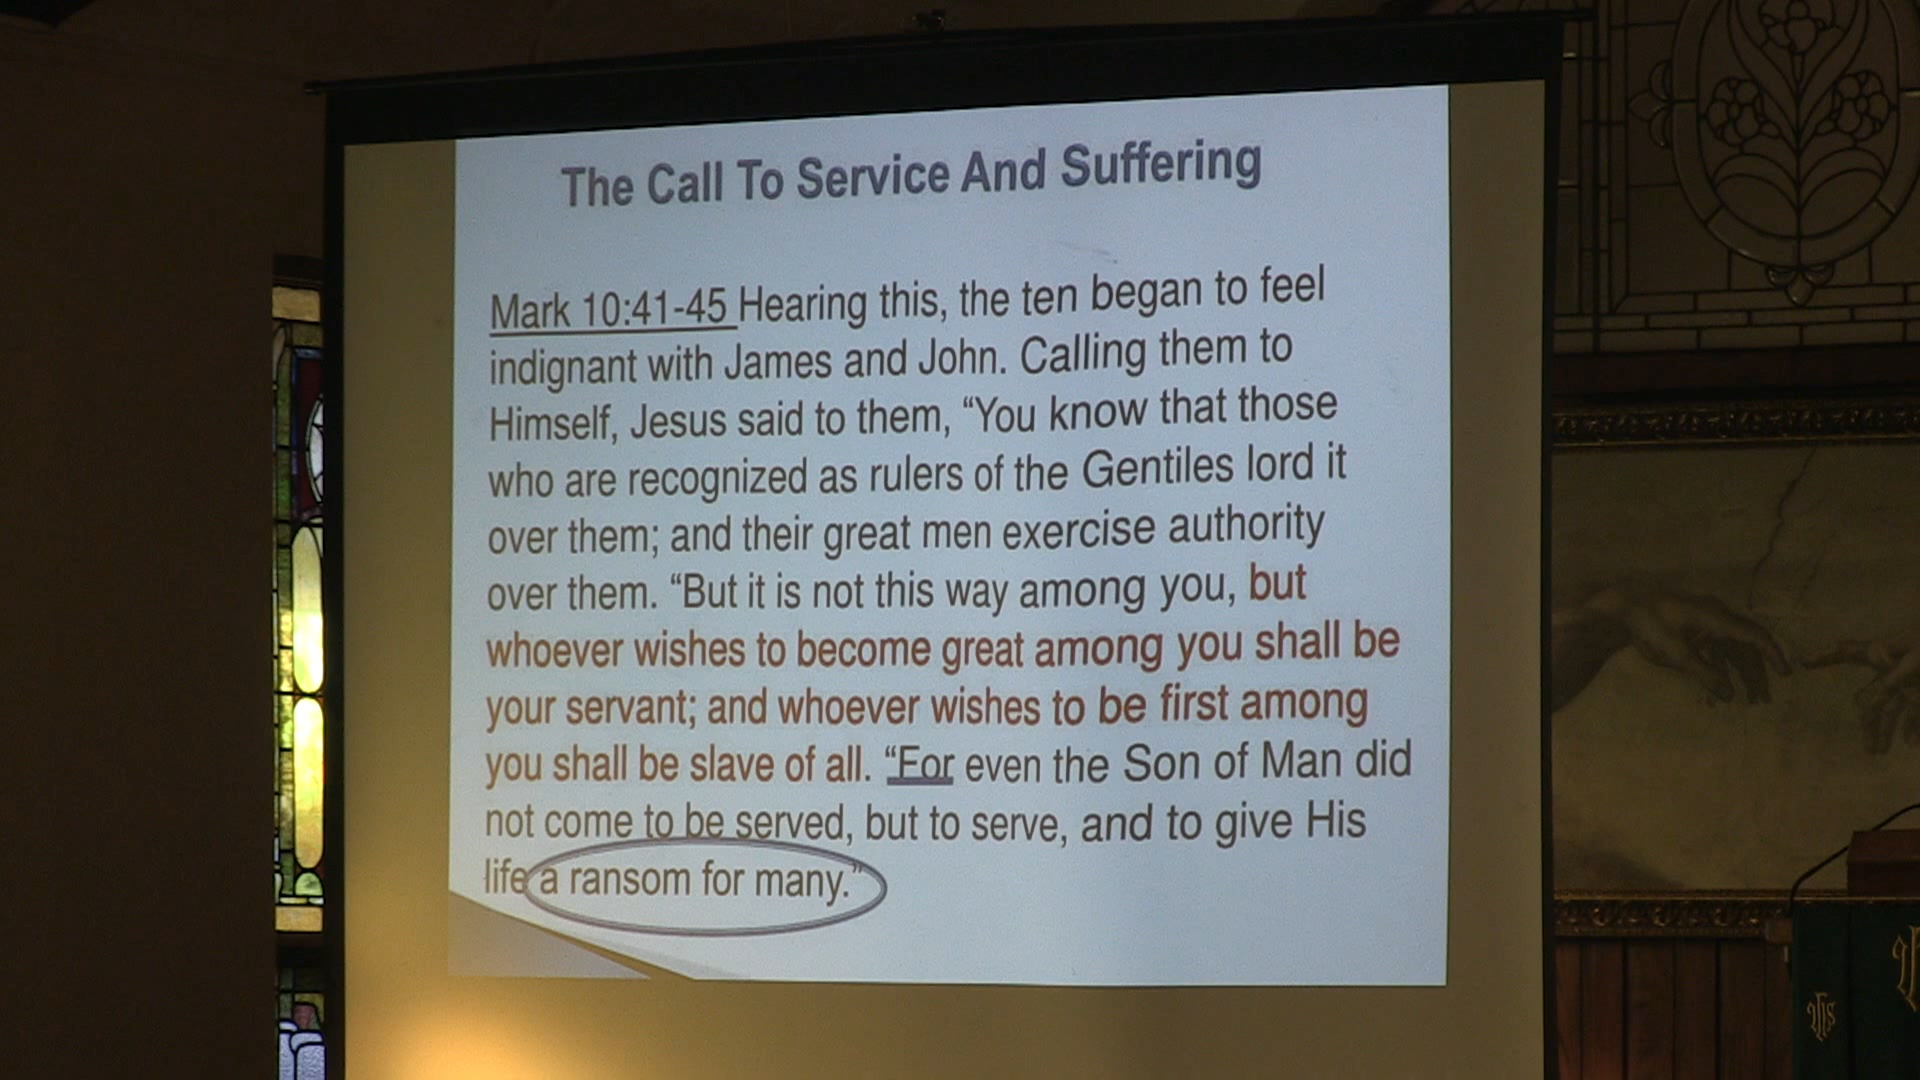 The Call To Service And Suffering
Mark 10:41-45 Hearing this, the ten began to feel
indignant with James and John. Calling them to
Himself, Jesus said to them, “You know that those
who are recognized as rulers of the Gentiles lord it
over them; and their great men exercise authority
over them. “But it is not this way among you, but
whoever wishes to become great among you shall be
your servant; and whoever wishes to be first among
you shall be slave of all. “For even the Son of Man did
not come to be served, but to serve, and to give His
life a ransom for many.”
IHS